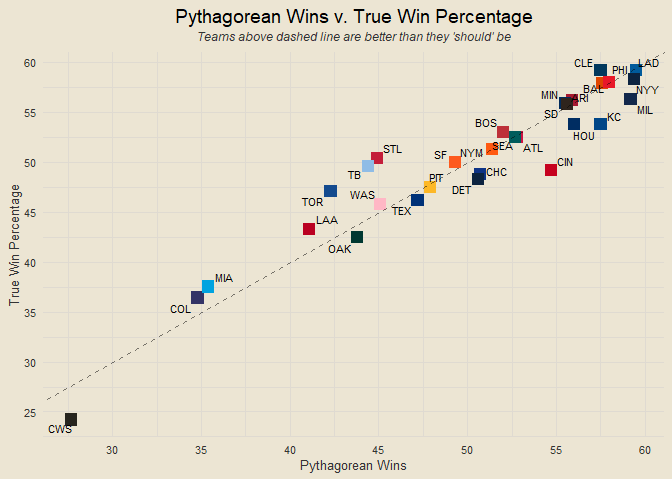 Pythagorean Wins v. True Win Percentage
Teams above dashed line are better than they 'should' be
True Win Percentage
60
55
50
45
40
35
30
25
CLE
PHI
LAD
BAL
NYY
MIN
ARI
MIL
SD
HOU
KC
BOS
SEA
ATL
STL
SF
NYM
CIN
TB
PIT
CHC
DET
TOR
WAS
TEX
LAA
OAK
MIA
COL
CWS
30
35
40
45
50
55
60
Pythagorean Wins